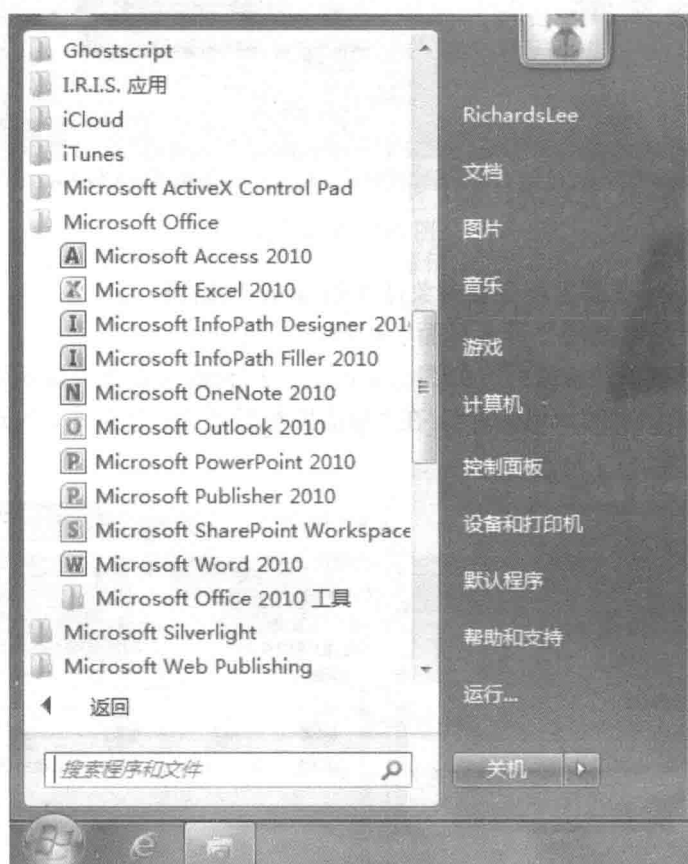 Ghostscript
I.R.I.S. 应用
iCloud
iTunes
Microsoft ActiveX Control Pad
Microsoft Office
Microsoft Access 2010
Microsoft Excel 2010
Microsoft InfoPath Designer 201
Microsoft InfoPath Filler 2010
Microsoft OneNote 2010
Microsoft Outlook 2010
Microsoft PowerPoint 2010
Microsoft Publisher 2010
Microsoft SharePoint Workspace
Microsoft Word 2010
Microsoft Office 2010 工具
Microsoft Silverlight
Microsoft Web Publishing
返回
搜索程序和文件
RichardsLee
文档
图片
音乐
游戏
计算机
控制面板
设备和打印机
默认程序
帮助和支持
运行...
关机